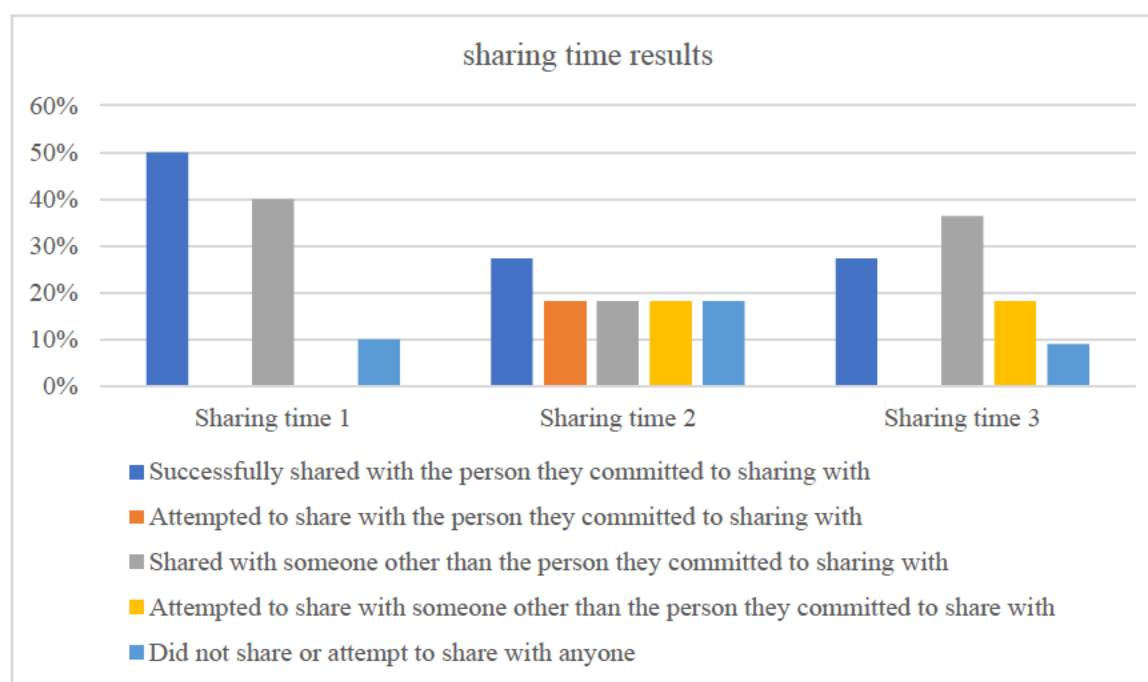 sharing time results
60%
50%
40%
30%
20%
10%
0%
Sharing time 1 Sharing time 2 Sharing time 3
Successfully shared with the person they committed to sharing with
Attempted to share with the person they committed to sharing with
Shared with someone other than the person they committed to sharing with
Attempted to share with someone other than the person they committed to share with
Did not share or attempt to share with anyone